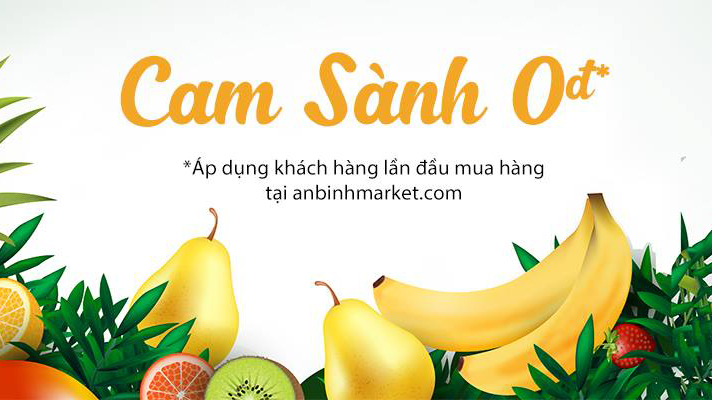 Cam Sành 0đ*
*Áp dụng khách hàng lần đầu mua hàng
tại anbinhmarket.com